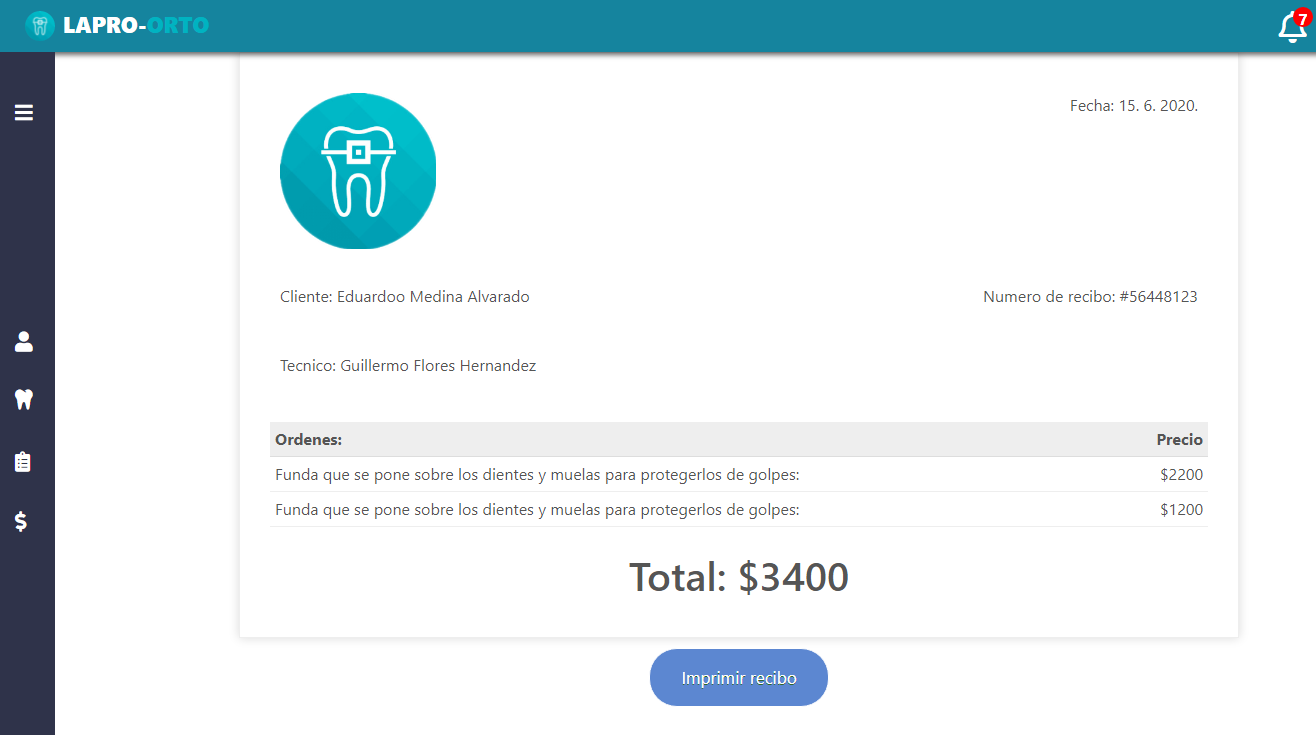 LAPRO-ORTO
7
Fecha: 15. 6. 2020.
Cliente: Eduardoo Medina Alvarado
Numero de recibo: #56448123
Tecnico: Guillermo Flores Hernandez
Ordenes: Precio
Funda que se pone sobre los dientes y muelas para protegerlos de golpes: $2200
Funda que se pone sobre los dientes y muelas para protegerlos de golpes: $1200
Total: $3400
Imprimir recibo